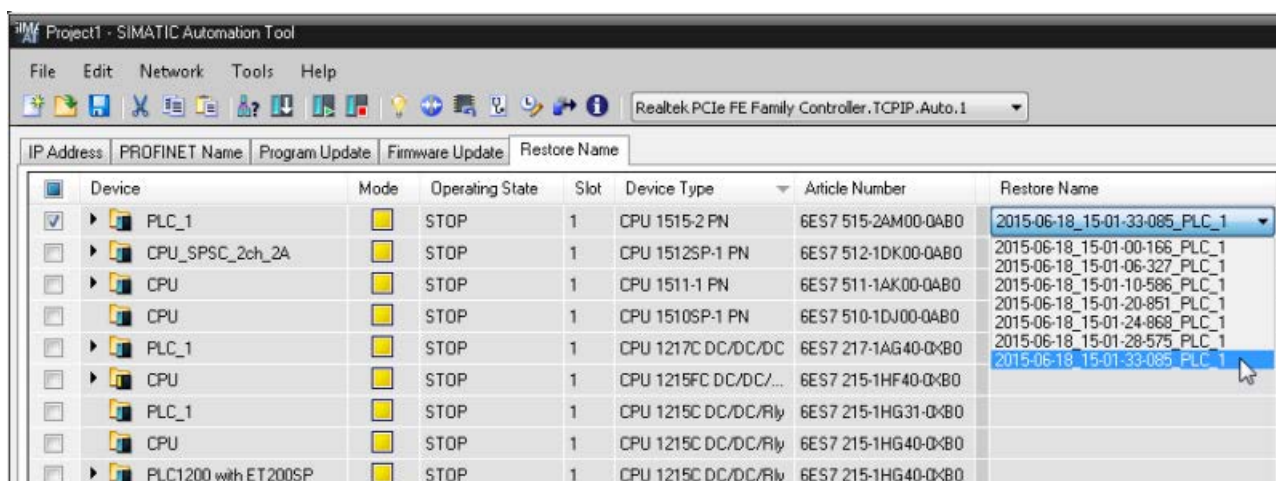 Project1 - SIMATIC Automation Tool
File Edit Network Tools Help
Realtek PCIe FE Family Controller.TCPIP.Auto.1
IP Address PROFINET Name Program Update Firmware Update Restore Name
Device Mode Operating State Slot Device Type Article Number Restore Name
PLC_1 STOP 1 CPU 1515-2 PN 6ES7 515-2AM00-0AB0 2015-06-18_15-01-33-085_PLC_1
CPU_SPSC_2ch_2A STOP 1 CPU 1512SP-1 PN 6ES7 512-1DK00-0AB0 2015-06-18_15-01-00-166_PLC_1
2015-06-18_15-01-06-327_PLC_1
CPU STOP 1 CPU 1511-1 PN 6ES7 511-1AK00-0AB0 2015-06-18_15-01-10-586_PLC_1
2015-06-18_15-01-20-851_PLC_1
CPU STOP 1 CPU 1510SP-1 PN 6ES7 510-1DJ00-0AB0 2015-06-18_15-01-24-868_PLC_1
PLC_1 STOP 1 CPU 1217C DC/DC/DC 6ES7 217-1AG40-0XB0 2015-06-18_15-01-28-575_PLC_1
2015-06-18_15-01-33-085_PLC_1
CPU STOP 1 CPU 1215FC DC/DC/... 6ES7 215-1HF40-0XB0
PLC_1 STOP 1 CPU 1215C DC/DC/Rly 6ES7 215-1HG31-0XB0
CPU STOP 1 CPU 1215C DC/DC/Rly 6ES7 215-1HG40-0XB0
PLC1200 with ET200SP STOP 1 CPU 1215C DC/DC/Rly 6ES7 215-1HG40-0XB0